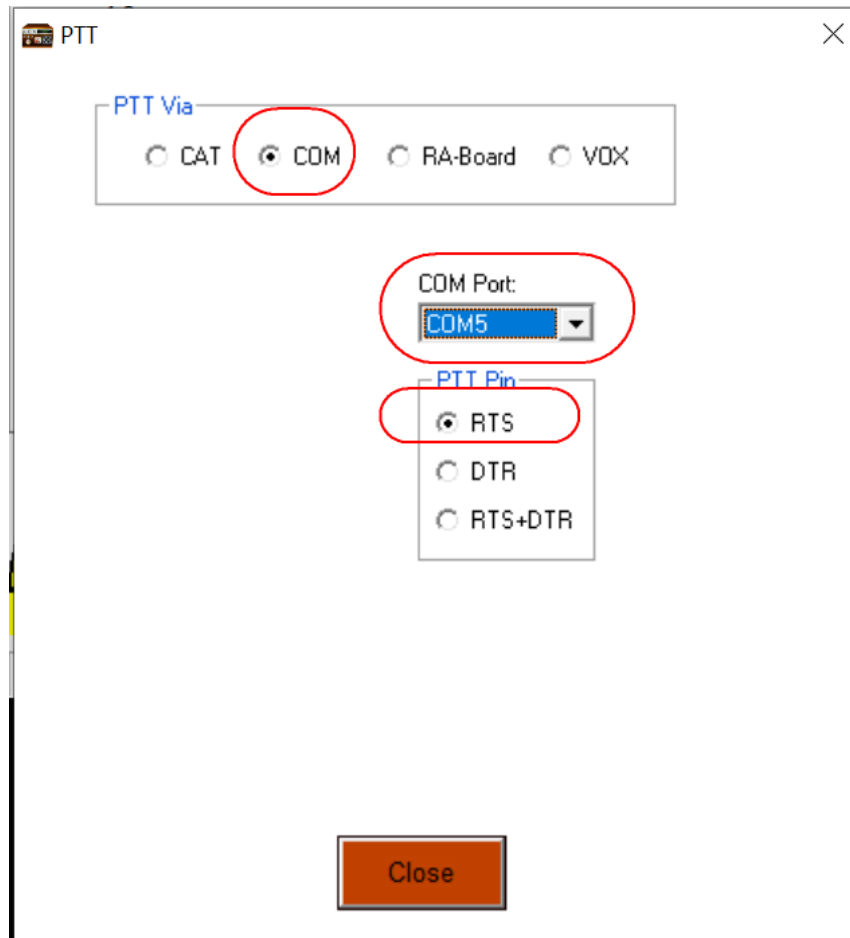 PTT
PTT Via
CAT COM RA-Board VOX
COM Port:
COM5
PTT Pin
RTS
DTR
RTS+DTR
Close